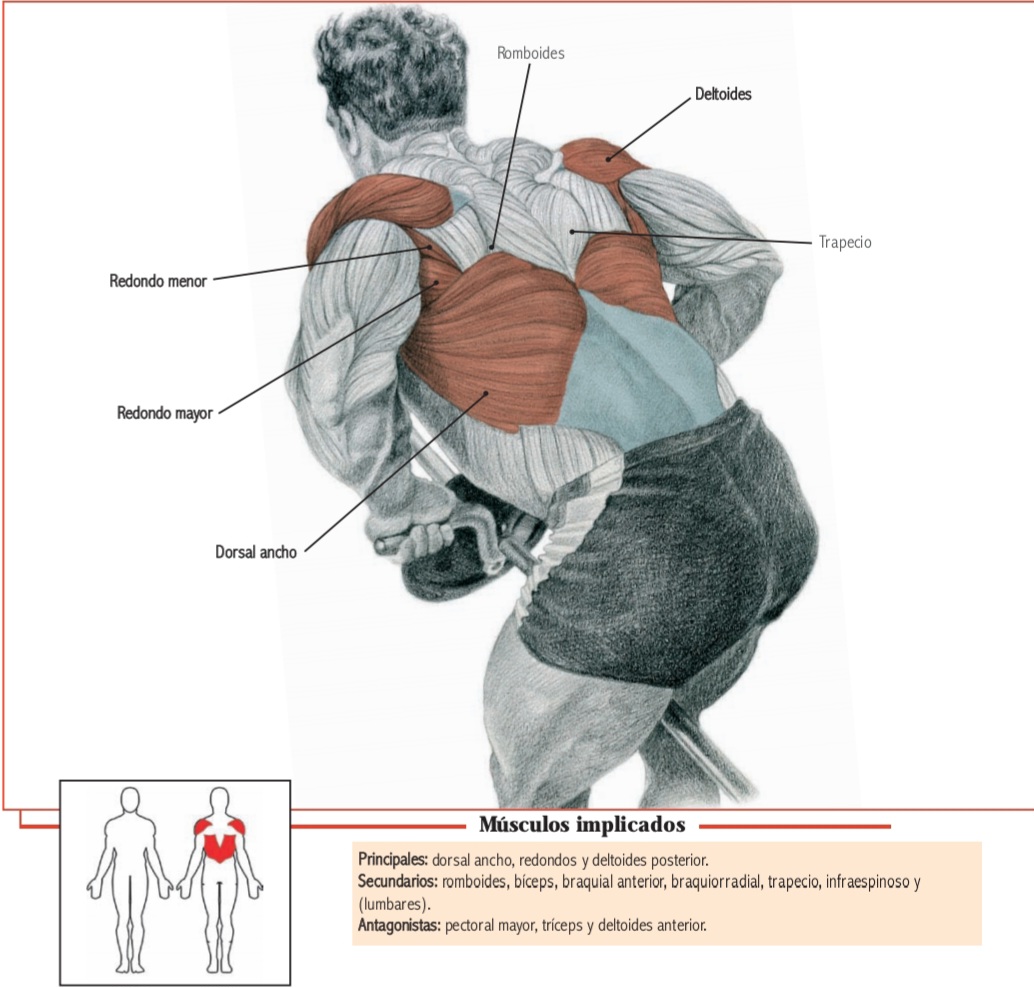 Romboides
Deltoides
Trapecio
Redondo menor
Redondo mayor
Dorsal ancho
Músculos implicados
Principales: dorsal ancho, redondos y deltoides posterior.
Secundarios: romboides, bíceps, braquial anterior, braquiorradial, trapecio, infraespinoso y
(lumbares).
Antagonistas: pectoral mayor, tríceps y deltoides anterior.